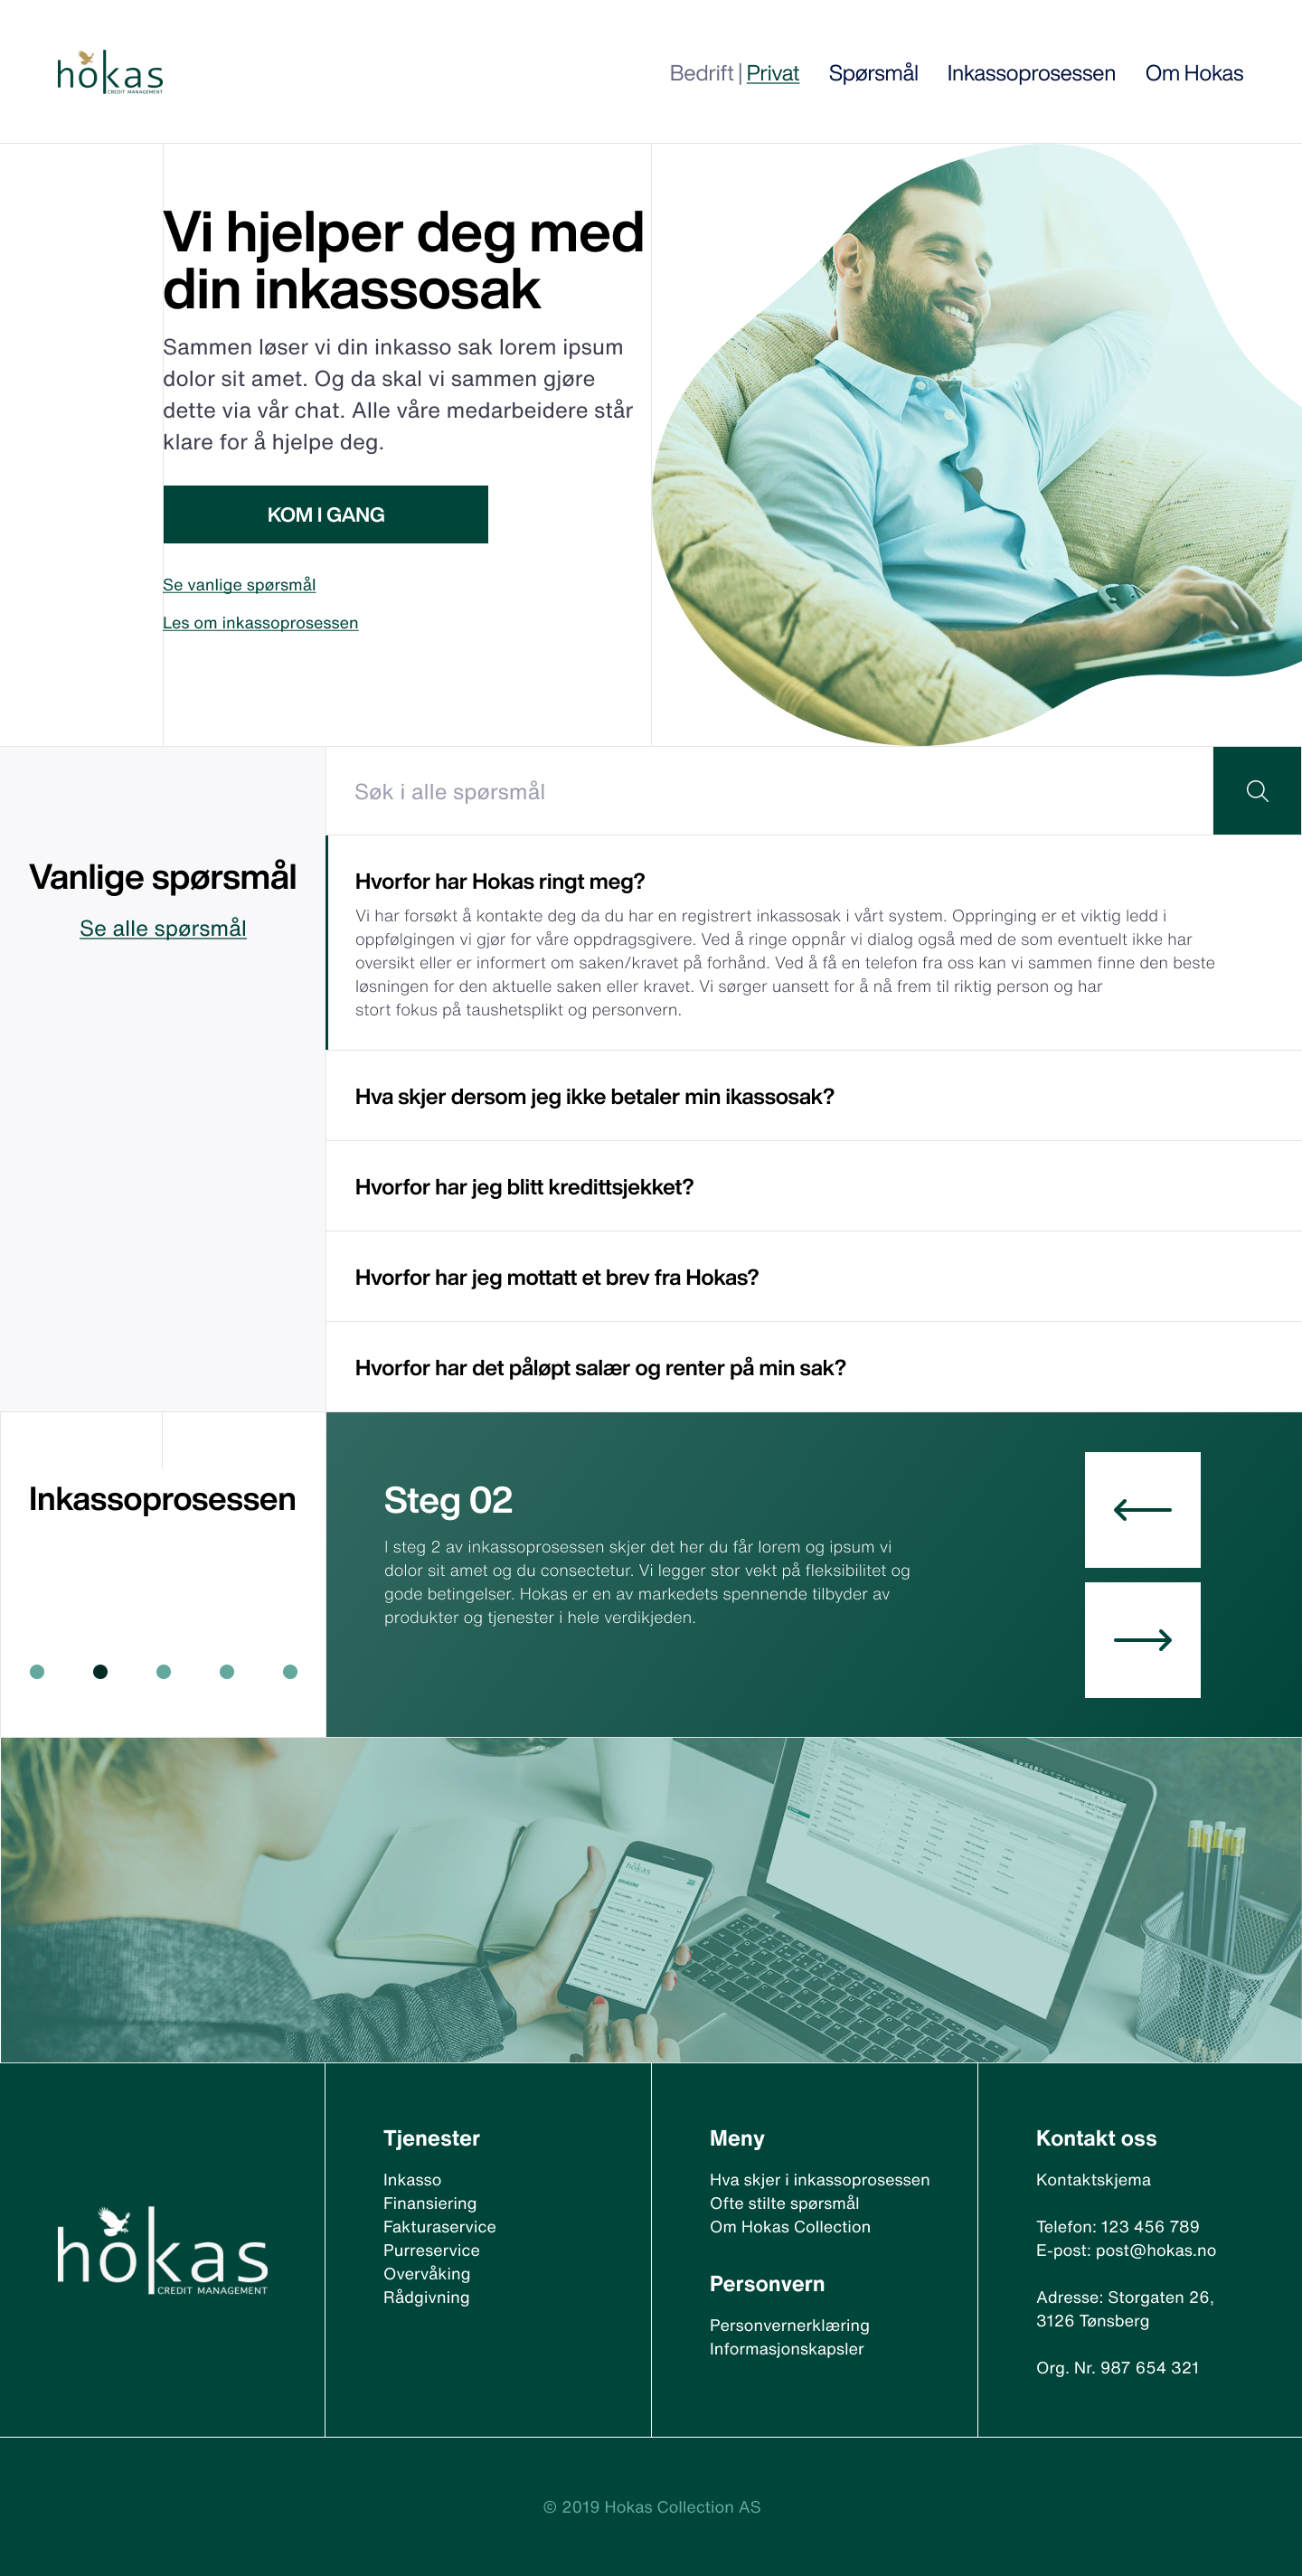 hokas
CREDIT MANAGEMENT
Bedrift | Privat
Spørsmål
Inkassoprosessen
Om Hokas
Vi hjelper deg med
din inkassosak
Sammen løser vi din inkasso sak lorem ipsum
dolor sit amet. Og da skal vi sammen gjøre
dette via vår chat. Alle våre medarbeidere står
klare for å hjelpe deg.
KOM I GANG
Se vanlige spørsmål
Les om inkassoprosessen
Søk i alle spørsmål
Vanlige spørsmål
Se alle spørsmål
Hvorfor har Hokas ringt meg?
Vi har forsøkt å kontakte deg da du har en registrert inkassosak i vårt system. Oppringing er et viktig ledd i
oppfølgingen vi gjør for våre oppdragsgivere. Ved å ringe oppnår vi dialog også med de som eventuelt ikke har
oversikt eller er informert om saken/kravet på forhånd. Ved å få en telefon fra oss kan vi sammen finne den beste
løsningen for den aktuelle saken eller kravet. Vi sørger uansett for å nå frem til riktig person og har
stort fokus på taushetsplikt og personvern.
Hva skjer dersom jeg ikke betaler min ikassosak?
Hvorfor har jeg blitt kredittsjekket?
Hvorfor har jeg mottatt et brev fra Hokas?
Hvorfor har det påløpt salær og renter på min sak?
Inkassoprosessen
Steg 02
I steg 2 av inkassoprosessen skjer det her du får lorem og ipsum vi
dolor sit amet og du consectetur. Vi legger stor vekt på fleksibilitet og
gode betingelser. Hokas er en av markedets spennende tilbyder av
produkter og tjenester i hele verdikjeden.
hokas
hokas
CREDIT MANAGEMENT
Tjenester
Inkasso
Finansiering
Fakturaservice
Purreservice
Overvåking
Rådgivning
Meny
Hva skjer i inkassoprosessen
Ofte stilte spørsmål
Om Hokas Collection
Personvern
Personvernerklæring
Informasjonskapsler
Kontakt oss
Kontaktskjema
Telefon: 123 456 789
E-post: post@hokas.no
Adresse: Storgaten 26,
3126 Tønsberg
Org. Nr. 987 654 321
© 2019 Hokas Collection AS